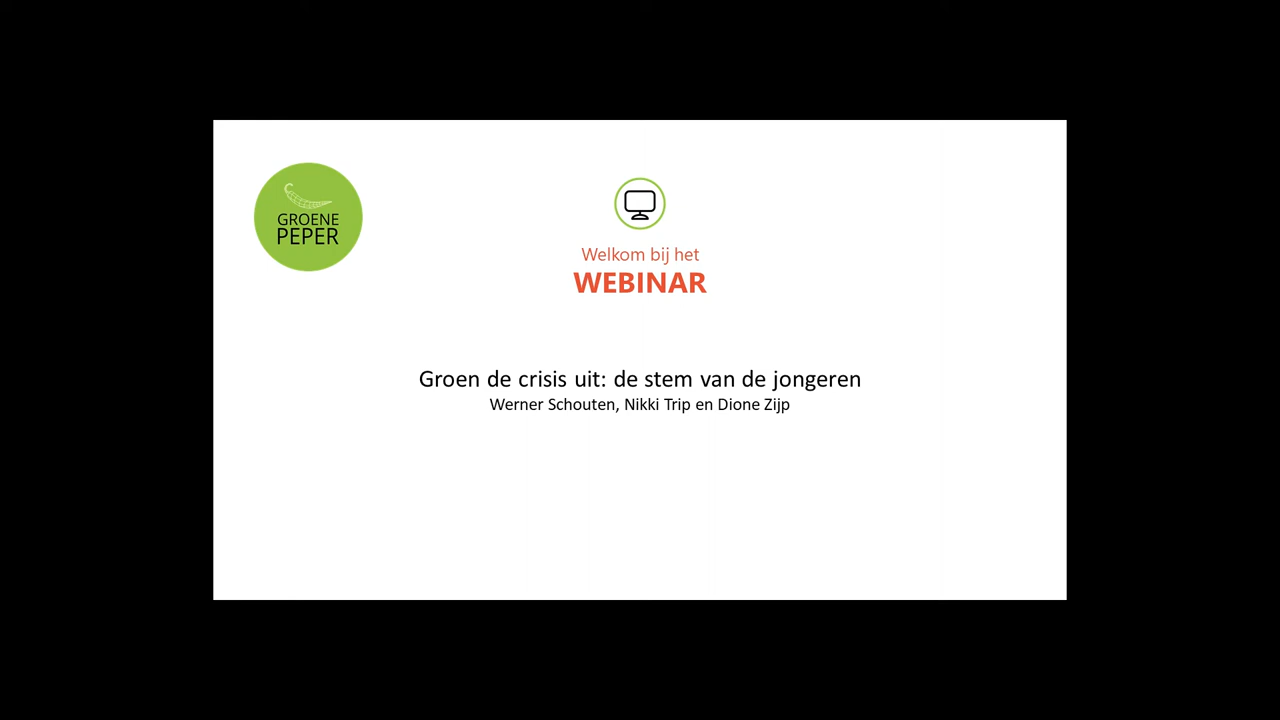 GROENE
PEPER
Welkom bij het
WEBINAR
Groen de crisis uit: de stem van de jongeren
Werner Schouten, Nikki Trip en Dione Zijp